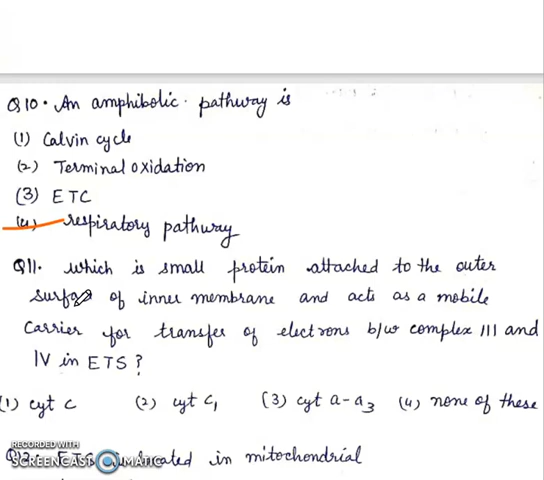 Q10. An amphibolic pathway is
(1) Calvin cycle
(2) Terminal oxidation
(3) ETC
(4) respiratory pathway
Q11. which is small protein attached to the outer
surface of inner membrane and acts as a mobile
carrier for transfer of electrons b/w complex III and
IV in ETS?
(1) cyt c (2) cyt c1 (3) cyt a-a3 (4) none of these
RECORDED WITH
SCREENCAST-O-MATIC
ETS located in mitochondrial